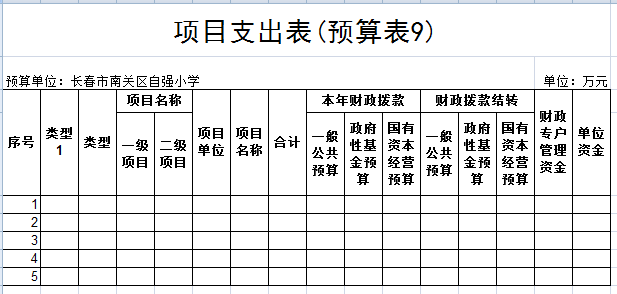 项目支出表(预算表9)
预算单位：长春市南关区自强小学 单位：万元
序号 类型1 类型 项目名称 项目单位 项目名称 合计 本年财政拨款 财政拨款结转 财政专户管理资金 单位资金
一级项目 二级项目 一般公共预算 政府性基金预算 国有资本经营预算 一般公共预算 政府性基金预算 国有资本经营预算
1
2
3
4
5